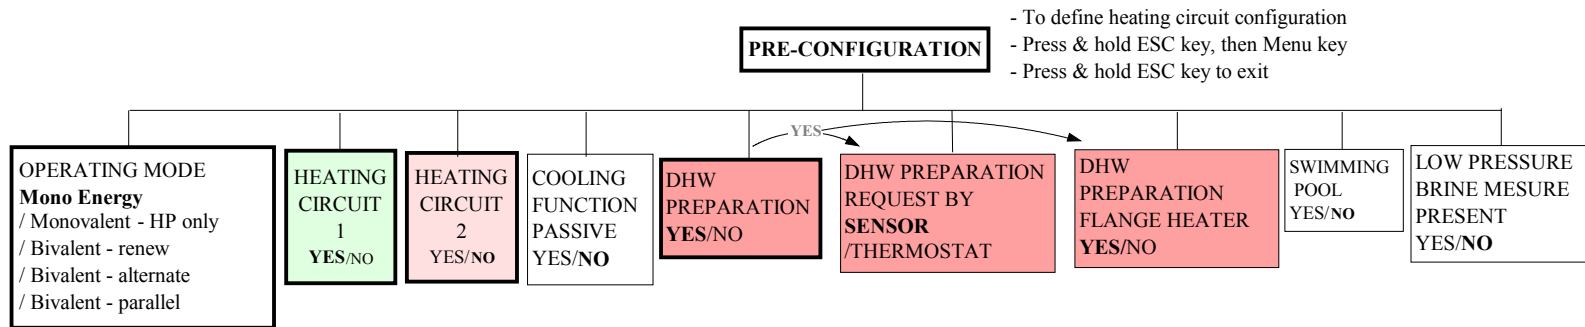 PRE-CONFIGURATION
- To define heating circuit configuration
- Press & hold ESC key, then Menu key
- Press & hold ESC key to exit
YES
OPERATING MODE
Mono Energy
/ Monovalent - HP only
/ Bivalent - renew
/ Bivalent - alternate
/ Bivalent - parallel
HEATING
CIRCUIT
1
YES/NO
HEATING
CIRCUIT
2
YES/NO
COOLING
FUNCTION
PASSIVE
YES/NO
DHW
PREPARATION
YES/NO
DHW PREPARATION
REQUEST BY
SENSOR
/THERMOSTAT
DHW
PREPARATION
FLANGE HEATER
YES/NO
SWIMMING
POOL
YES/NO
LOW PRESSURE
BRINE MESURE
PRESENT
YES/NO